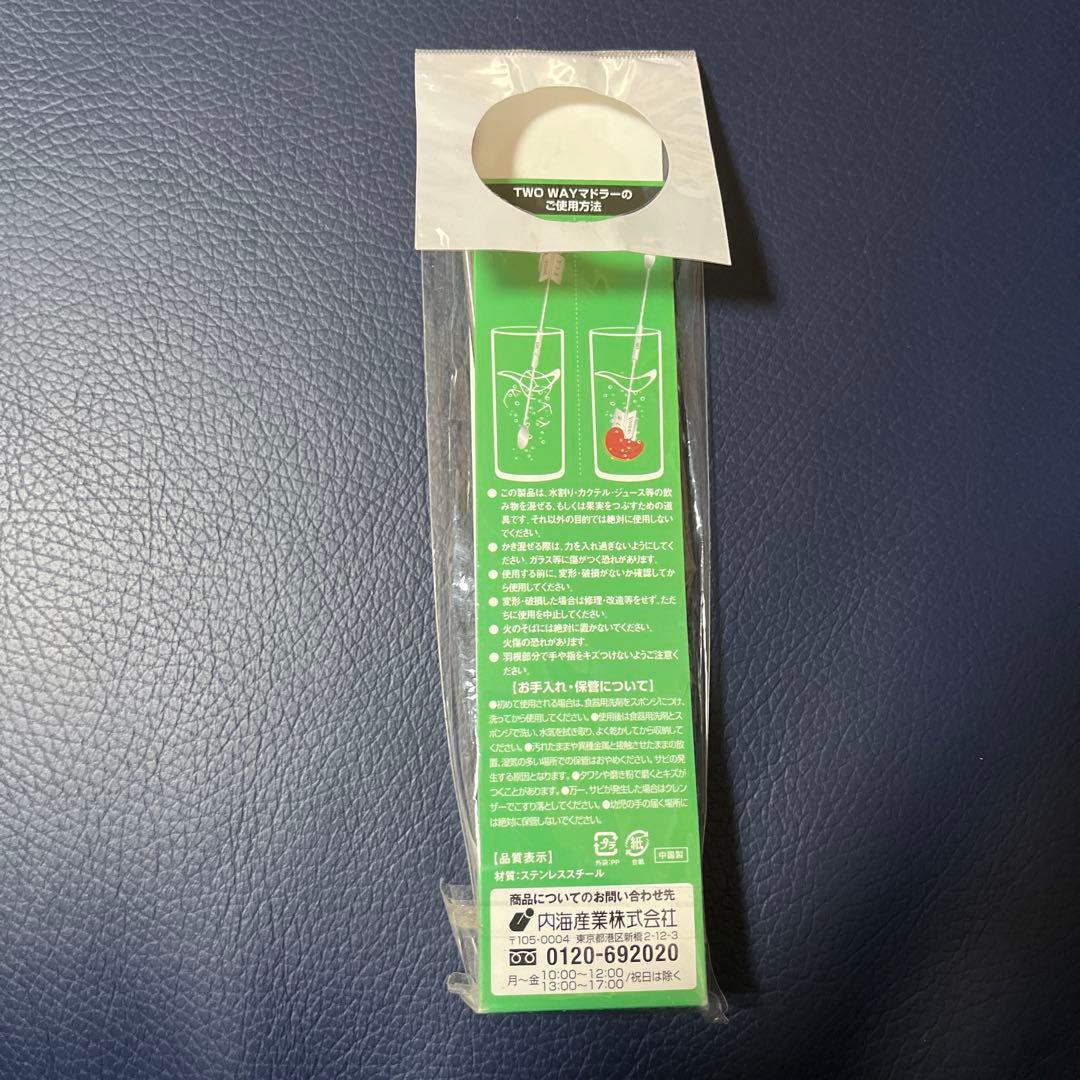 TWO WAYマドラーの
ご使用方法
● この製品は、水割り・カクテル・ジュース等の飲
み物を混ぜる、もしくは果実をつぶすための道
具です。それ以外の目的では絶対に使用しない
でください。
● かき混ぜる際は、力を入れ過ぎないようにしてく
ださい。ガラス等に傷がつく恐れがあります。
● 使用する前に、変形・破損がないか確認してか
ら使用してください。
● 変形・破損した場合は修理・改造等をせず、ただ
ちに使用を中止してください。
● 火のそばには絶対に置かないでください。
火傷の恐れがあります。
● 羽根部分で手や指をキズつけないようご注意く
ださい。
【お手入れ・保管について】
●初めて使用される場合は、食器用洗剤をスポンジにつけ、
洗ってから使用してください。●使用後は食器用洗剤とス
ポンジで洗い、水気を拭き取り、よく乾かしてから収納して
ください。●汚れたままや異種金属と接触させたままの放
置、湿気の多い場所での保管はおやめください。サビの発
生する原因となります。●タワシや磨き粉で磨くとキズが
つくことがあります。●万一、サビが発生した場合はクレン
ザーでこすり落としてください。●幼児の手の届く場所に
は絶対に保管しないでください。
プラ
紙
外袋:PP
台紙
中国製
【品質表示】
材質:ステンレススチール
商品についてのお問い合わせ先
内海産業株式会社
〒105-0004 東京都港区新橋2-12-3
0120-692020
月〜金 10:00〜12:00
13:00〜17:00 /祝日は除く